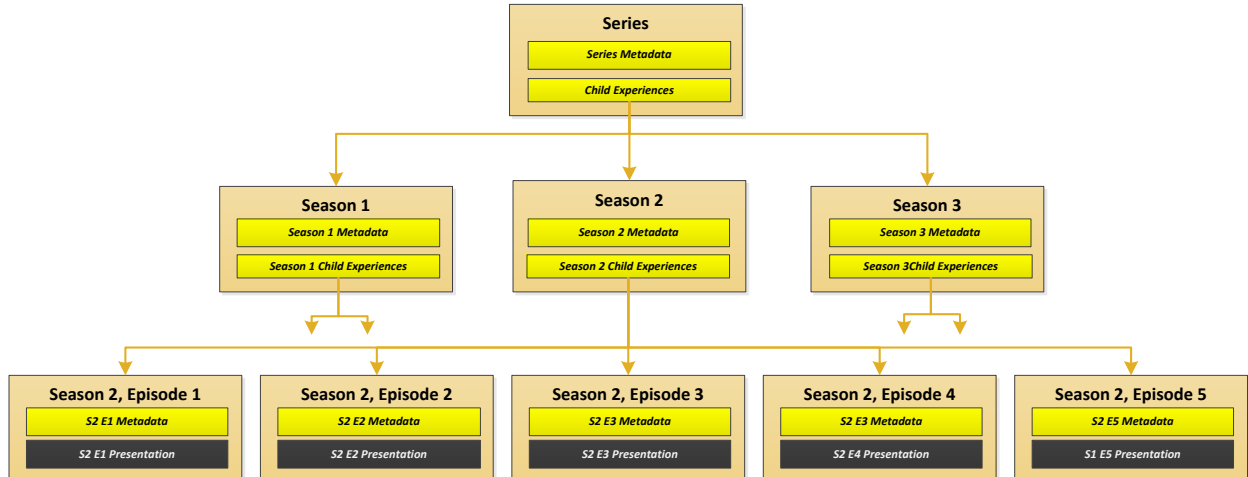 Series
Series Metadata
Child Experiences
Season 1
Season 1 Metadata
Season 1 Child Experiences
Season 2
Season 2 Metadata
Season 2 Child Experiences
Season 3
Season 3 Metadata
Season 3Child Experiences
Season 2, Episode 1
S2 E1 Metadata
S2 E1 Presentation
Season 2, Episode 2
S2 E2 Metadata
S2 E2 Presentation
Season 2, Episode 3
S2 E3 Metadata
S2 E3 Presentation
Season 2, Episode 4
S2 E3 Metadata
S2 E4 Presentation
Season 2, Episode 5
S2 E5 Metadata
S1 E5 Presentation